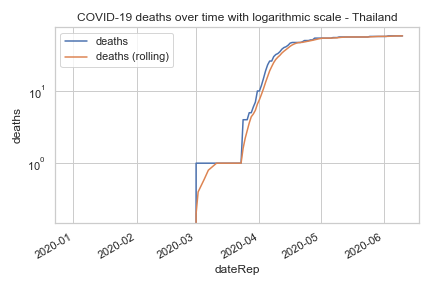 COVID-19 deaths over time with logarithmic scale - Thailand
deaths
deaths (rolling)
10¹
10⁰
deaths
2020-01
2020-02
2020-03
2020-04
2020-05
2020-06
dateRep